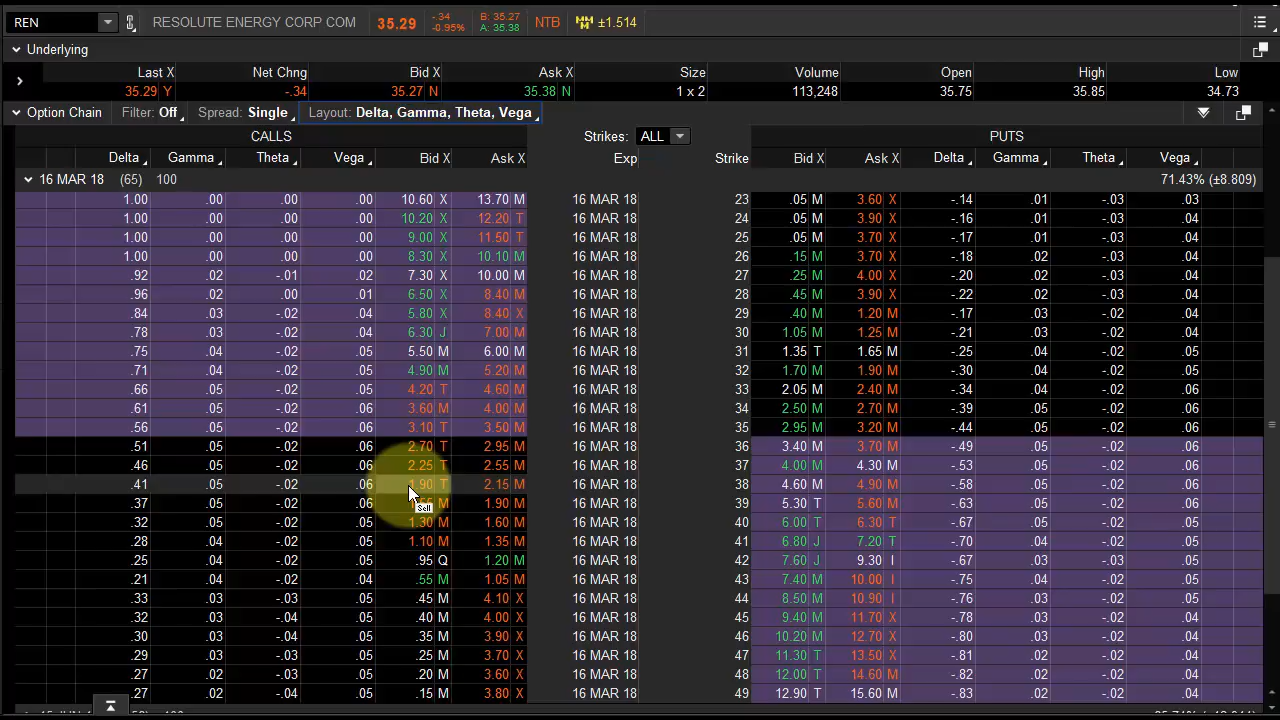 REN RESOLUTE ENERGY CORP COM 35.29 -.34 -0.95% B: 35.27 A: 35.38 NTB ±1.514
Underlying
Last X Net Chng Bid X Ask X Size Volume Open High Low
35.29 Y -.34 35.27 N 35.38 N 1 x 2 113,248 35.75 35.85 34.73
Option Chain Filter: Off Spread: Single Layout: Delta, Gamma, Theta, Vega
CALLS Strikes: ALL PUTS
Delta Gamma Theta Vega Bid X Ask X Exp Strike Bid X Ask X Delta Gamma Theta Vega
16 MAR 18 (65) 100 71.43% (±8.809)
1.00 .00 .00 .00 10.60 X 13.70 M 16 MAR 18 23 .05 M 3.60 X -.14 .01 -.03 .03
1.00 .00 .00 .00 10.20 X 12.20 T 16 MAR 18 24 .05 M 3.90 X -.16 .01 -.03 .04
1.00 .00 .00 .00 9.00 X 11.50 T 16 MAR 18 25 .05 M 3.70 X -.17 .01 -.03 .04
1.00 .00 .00 .00 8.30 X 10.10 M 16 MAR 18 26 .15 M 3.70 X -.18 .02 -.03 .04
.92 .02 -.01 .02 7.30 X 10.00 M 16 MAR 18 27 .25 M 4.00 X -.20 .02 -.03 .04
.96 .02 .00 .01 6.50 X 8.40 M 16 MAR 18 28 .45 M 3.90 X -.22 .02 -.03 .04
.84 .03 -.02 .04 5.80 X 8.40 X 16 MAR 18 29 .40 M 1.20 M -.17 .03 -.02 .04
.78 .03 -.02 .04 6.30 J 7.00 M 16 MAR 18 30 1.05 M 1.25 M -.21 .03 -.02 .04
.75 .04 -.02 .05 5.50 M 6.00 M 16 MAR 18 31 1.35 T 1.65 M -.25 .04 -.02 .05
.71 .04 -.02 .05 4.90 M 5.20 M 16 MAR 18 32 1.70 M 1.90 M -.30 .04 -.02 .05
.66 .05 -.02 .06 4.20 T 4.60 M 16 MAR 18 33 2.05 M 2.40 M -.34 .04 -.02 .06
.61 .05 -.02 .06 3.60 M 4.00 M 16 MAR 18 34 2.50 M 2.70 M -.39 .05 -.02 .06
.56 .05 -.02 .06 3.10 T 3.50 M 16 MAR 18 35 2.95 M 3.20 M -.44 .05 -.02 .06
.51 .05 -.02 .06 2.70 T 2.95 M 16 MAR 18 36 3.40 M 3.70 M -.49 .05 -.02 .06
.46 .05 -.02 .06 2.25 T 2.55 M 16 MAR 18 37 4.00 M 4.30 M -.53 .05 -.02 .06
.41 .05 -.02 .06 1.90 T 2.15 M 16 MAR 18 38 4.60 M 4.90 M -.58 .05 -.02 .06
.37 .05 -.02 .06 M 1.90 M 16 MAR 18 39 5.30 T 5.60 M -.63 .05 -.02 .06
Sell
.32 .05 -.02 .05 1.30 M 1.60 M 16 MAR 18 40 6.00 T 6.30 T -.67 .05 -.02 .05
.28 .04 -.02 .05 1.10 M 1.35 M 16 MAR 18 41 6.80 J 7.20 T -.70 .04 -.02 .05
.25 .04 -.02 .05 .95 Q 1.20 M 16 MAR 18 42 7.60 J 9.30 I -.67 .03 -.03 .05
.21 .04 -.02 .04 .55 M 1.05 M 16 MAR 18 43 7.40 M 10.00 I -.75 .04 -.02 .05
.33 .03 -.03 .05 .45 M 4.10 X 16 MAR 18 44 8.50 M 10.90 I -.76 .03 -.02 .04
.32 .03 -.04 .05 .40 M 4.00 X 16 MAR 18 45 9.40 M 11.70 X -.78 .03 -.02 .04
.30 .03 -.04 .05 .35 M 3.90 X 16 MAR 18 46 10.20 M 12.70 X -.80 .03 -.02 .04
.29 .03 -.03 .05 .25 M 3.70 X 16 MAR 18 47 11.30 T 13.50 X -.81 .02 -.02 .04
.27 .02 -.03 .05 .20 M 3.60 X 16 MAR 18 48 12.00 T 14.60 M -.82 .02 -.02 .04
.27 .02 -.04 .05 .15 M 3.80 X 16 MAR 18 49 12.90 T 15.60 M -.83 .02 -.02 .04